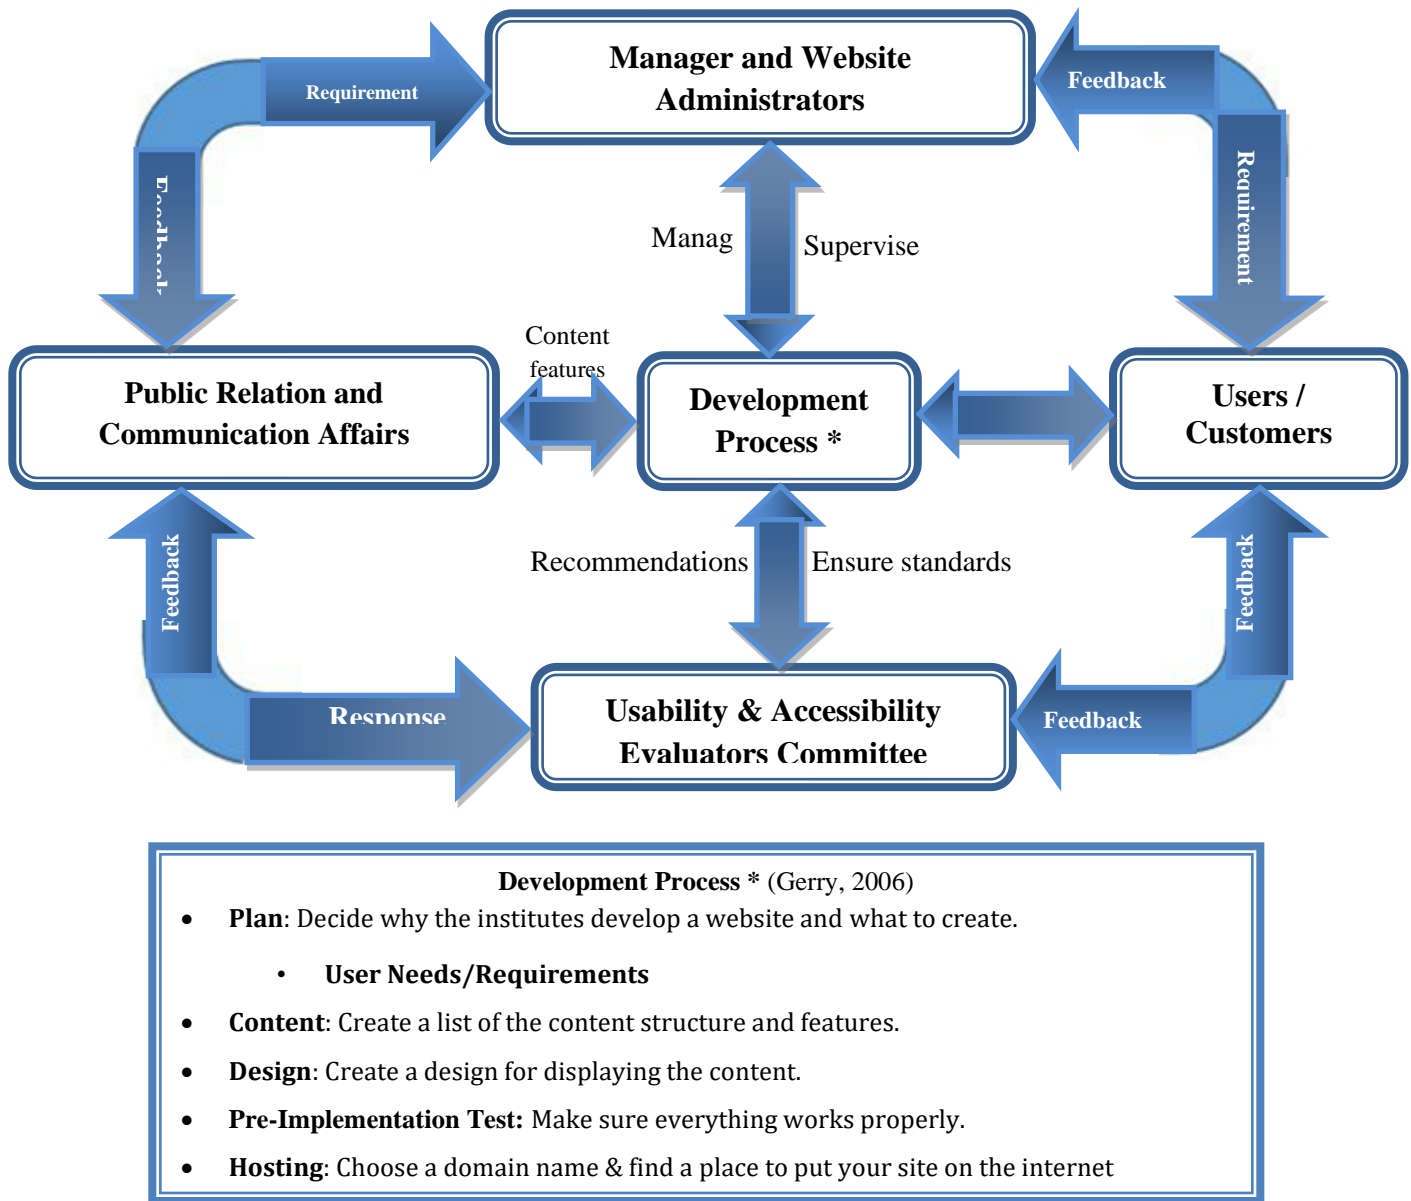 Manager and Website
Administrators
Requirement
Feedback
Feedback
Requirement
Manag
Supervise
Content
features
Public Relation and
Communication Affairs
Development
Process *
Users /
Customers
Recommendations
Ensure standards
Feedback
Feedback
Response
Usability & Accessibility
Evaluators Committee
Feedback
Development Process * (Gerry, 2006)
• Plan: Decide why the institutes develop a website and what to create.
• User Needs/Requirements
• Content: Create a list of the content structure and features.
• Design: Create a design for displaying the content.
• Pre-Implementation Test: Make sure everything works properly.
• Hosting: Choose a domain name & find a place to put your site on the internet